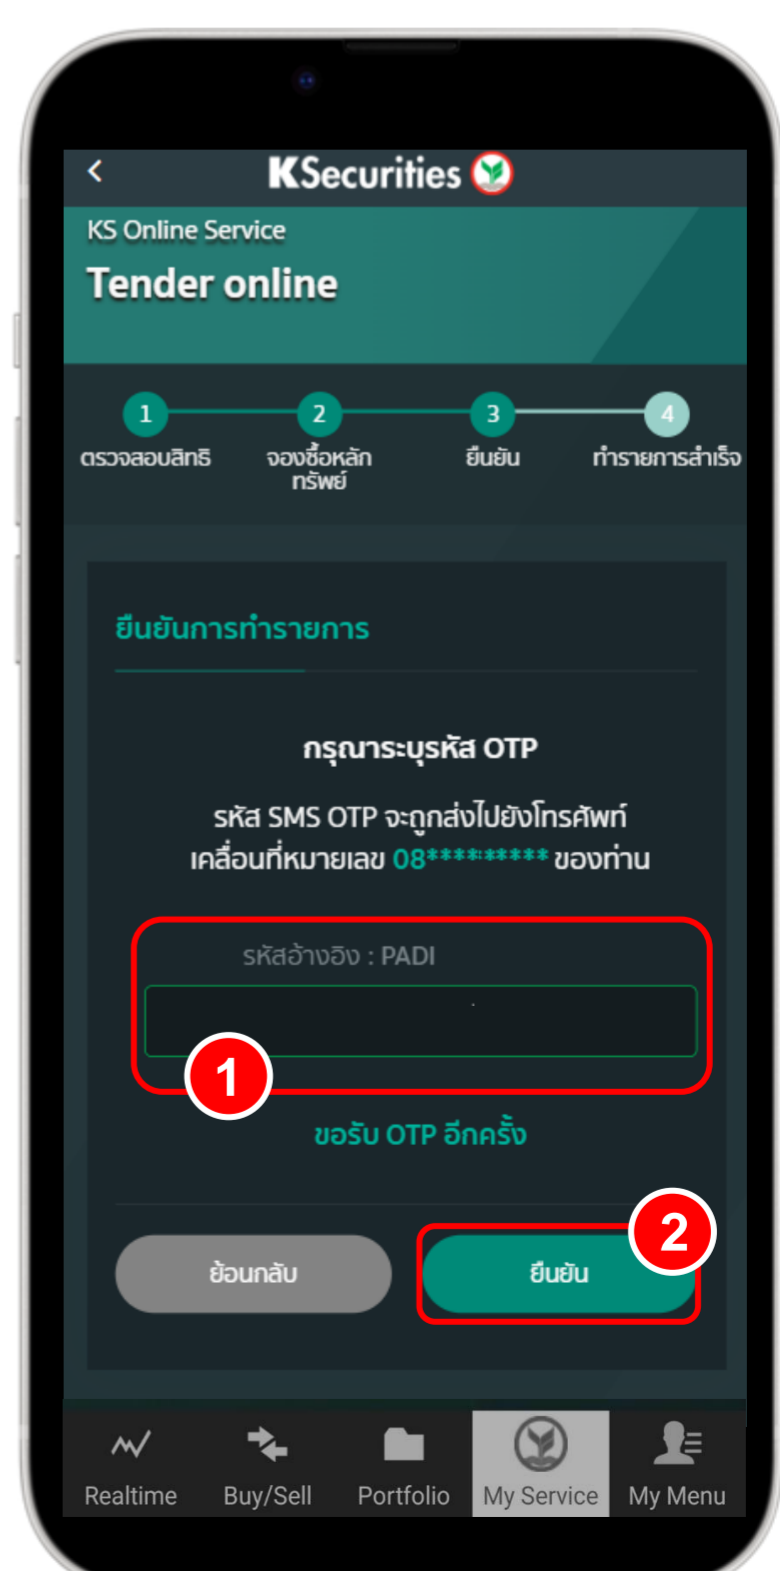 KSecurities
KS Online Service
Tender online
1 2 3 4
ตรวจสอบสิทธิ จองซื้อหลัก ยืนยัน ทำรายการสำเร็จ
ทรัพย์
ยืนยันการทำรายการ
กรุณาระบุรหัส OTP
รหัส SMS OTP จะถูกส่งไปยังโทรศัพท์
เคลื่อนที่หมายเลข 08********** ของท่าน
รหัสอ้างอิง : PADI
1
ขอรับ OTP อีกครั้ง
2
ย้อนกลับ ยืนยัน
Realtime Buy/Sell Portfolio My Service My Menu